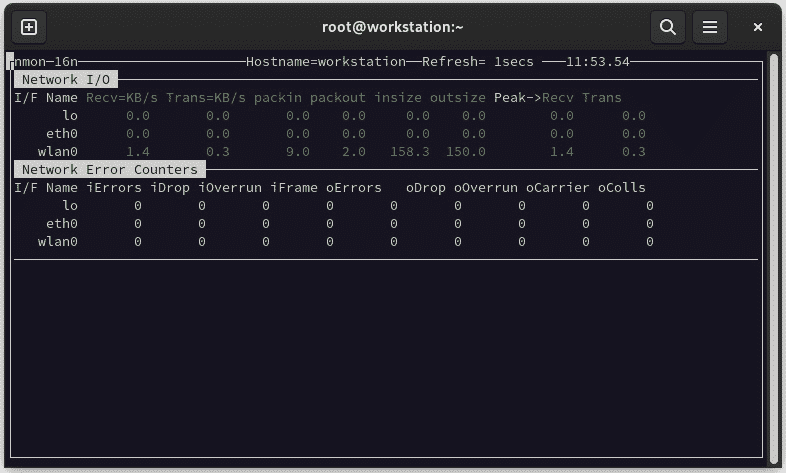 root@workstation:~
nmon─16n Hostname=workstation Refresh= 1secs 11:53.54
Network I/O
I/F Name Recv=KB/s Trans=KB/s packin packout insize outsize Peak->Recv Trans
lo 0.0 0.0 0.0 0.0 0.0 0.0 0.0 0.0
eth0 0.0 0.0 0.0 0.0 0.0 0.0 0.0 0.0
wlan0 1.4 0.3 9.0 2.0 158.3 150.0 1.4 0.3
Network Error Counters
I/F Name iErrors iDrop iOverrun iFrame oErrors oDrop oOverrun oCarrier oColls
lo 0 0 0 0 0 0 0 0 0
eth0 0 0 0 0 0 0 0 0 0
wlan0 0 0 0 0 0 0 0 0 0